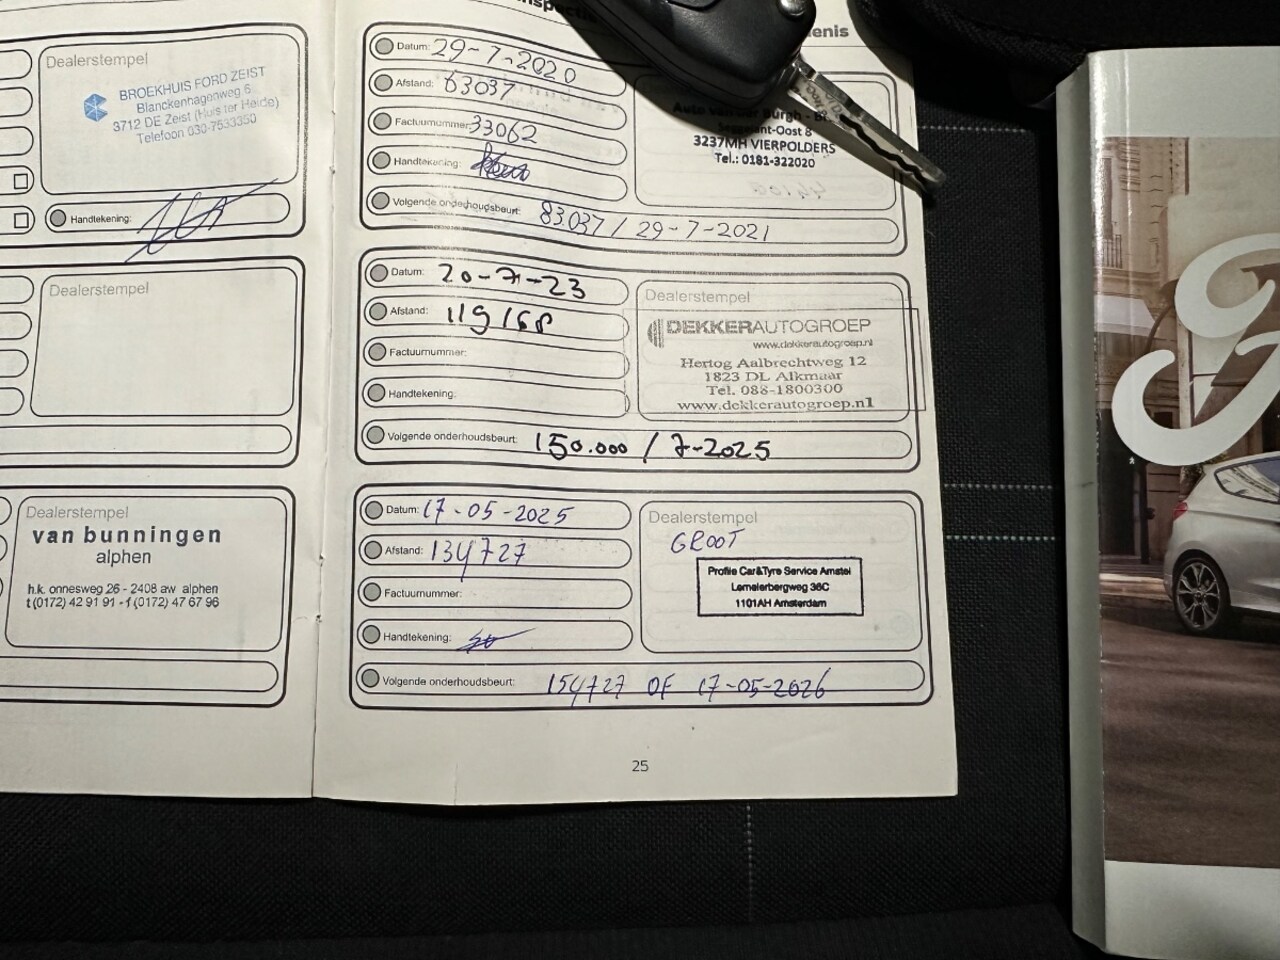 Dealerstempel
BROEKHUIS FORD ZEIST
Blanckenhagenweg 6
3712 DE Zeist (Huis ter Heide)
Telefoon 030-7533350
Handtekening:
Dealerstempel
Dealerstempel
van bunningen
alphen
h.k. onnesweg 26 - 2408 aw alphen
t (0172) 42 91 91 - f (0172) 47 67 96
Datum: 29-7-2020
Afstand: 63037
Factuurnummer: 33062
Handtekening:
Volgende onderhoudsbeurt: 83.037 / 29-7-2021
3237MH VIERPOLDERS
Tel.: 0181-322020
Datum: 20-7-23
Afstand: 119168
Factuurnummer:
Handtekening:
Volgende onderhoudsbeurt: 150.000 / 7-2025
Dealerstempel
DEKKERAUTOGROEP
www.dekkerautogroep.nl
Hertog Aalbrechtweg 12
1823 DL Alkmaar
Tel. 088-1800300
www.dekkerautogroep.nl
Datum: 17-05-2025
Afstand: 134727
Factuurnummer:
Handtekening:
Volgende onderhoudsbeurt: 154727 OF 17-05-2026
Dealerstempel
GROOT
Profile Car&Tyre Service Amstel
Lemelerbergweg 36C
1101AH Amsterdam
25